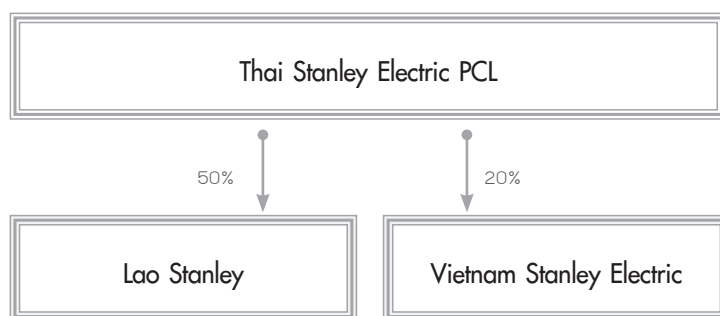 Thai Stanley Electric PCL
50%
20%
Lao Stanley
Vietnam Stanley Electric